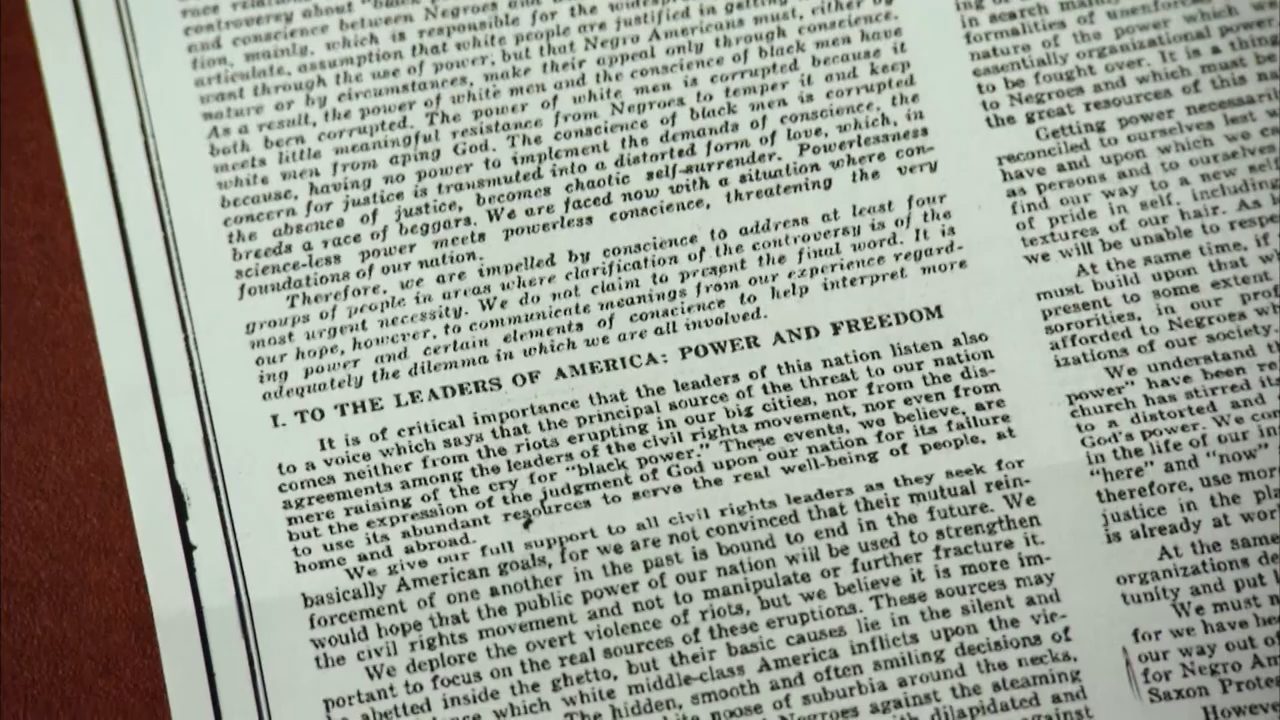 controversy about "black
and conscience between Negroes and
tion, mainly, which is responsible for the
articulate, assumption that white people are justified in getting
want through the use of power, but that Negro Americans must, either by
nature or by circumstances, make their appeal only through conscience.
As a result, the power of white men and the conscience of black men have
both been corrupted. The power of white men is corrupted because it
meets little meaningful resistance from Negroes to temper it and keep
white men from aping God. The conscience of black men is corrupted
because, having no power to implement the demands of conscience, the
concern for justice is transmuted into a distorted form of love, which, in
the absence of justice, becomes chaotic self-surrender. Powerlessness
breeds a race of beggars. We are faced now with a situation where con-
science-less power meets powerless conscience, threatening the very
foundations of our nation.
Therefore, we are impelled by conscience to address at least four
groups of people in areas where clarification of the controversy is of the
most urgent necessity. We do not claim to present the final word. It is
our hope, however, to communicate meanings from our experience regard-
ing power and certain elements of conscience to help interpret more
adequately the dilemma in which we are all involved.
I. TO THE LEADERS OF AMERICA: POWER AND FREEDOM
It is of critical importance that the leaders of this nation listen also
to a voice which says that the principal source of the threat to our nation
comes neither from the riots erupting in our big cities, nor from the dis-
agreements among the leaders of the civil rights movement, nor even from
mere raising of the cry for "black power." These events, we believe, are
but the expression of the judgment of God upon our nation for its failure
to use its abundant resources to serve the real well-being of people, at
home and abroad.
We give our full support to all civil rights leaders as they seek for
basically American goals, for we are not convinced that their mutual rein-
forcement of one another in the past is bound to end in the future. We
would hope that the public power of our nation will be used to strengthen
the civil rights movement and not to manipulate or further fracture it.
We deplore the overt violence of riots, but we believe it is more im-
portant to focus on the real sources of these eruptions. These sources may
be abetted inside the ghetto, but their basic causes lie in the silent and
which white middle-class America inflicts upon the vic-
The hidden, smooth and often smiling decisions of
noose of suburbia around the necks,
Negroes against the steaming
dilapidated and
against
in search
formalities of
nature of the power which
essentially organizational power.
to be fought over. It is a thing
to Negroes and which must be
the great resources of this
Getting power
reconciled to ourselves lest
have and upon which we
as persons and to ourselves
find our way to a new
of pride in self, including
textures of our hair. As
we will be unable to
At the same time, if
must build upon that
present to some extent
sororities, in our
afforded to Negroes
izations of our society.
We understand
power" have been
church has stirred
to a distorted and
God's power. We
in the life of our
"here" and "now"
therefore, use
justice in the
is already at
At the same
organizations
tunity and put
We must
for we have
our way out of
for Negro
Saxon
However